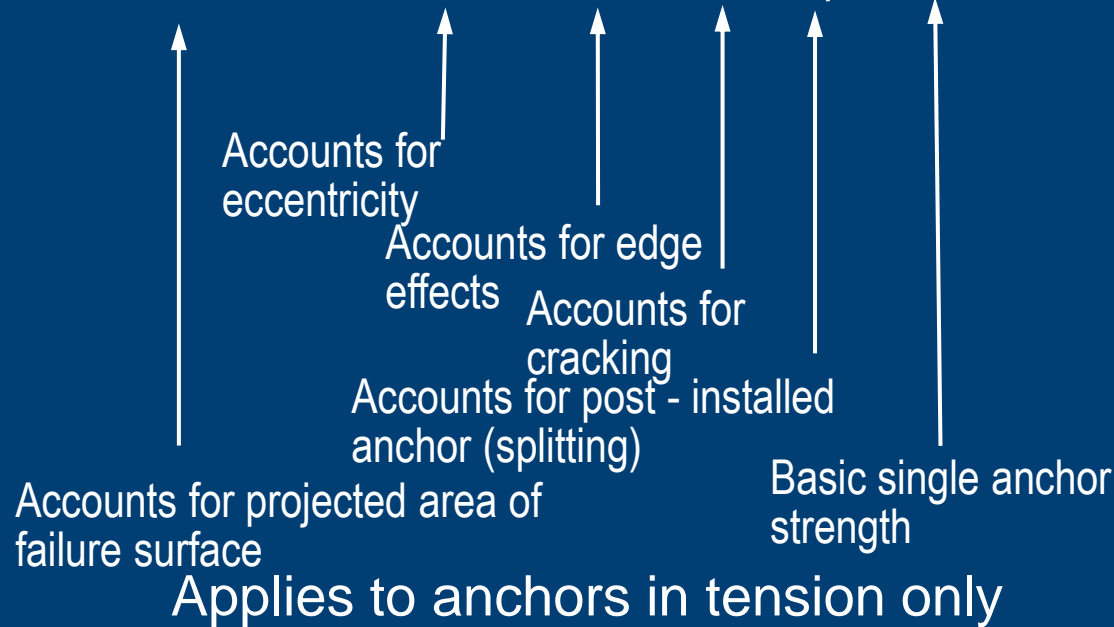 Accounts for
eccentricity
Accounts for edge
effects
Accounts for
cracking
Accounts for post - installed
anchor (splitting)
Basic single anchor
strength
Accounts for projected area of
failure surface
Applies to anchors in tension only